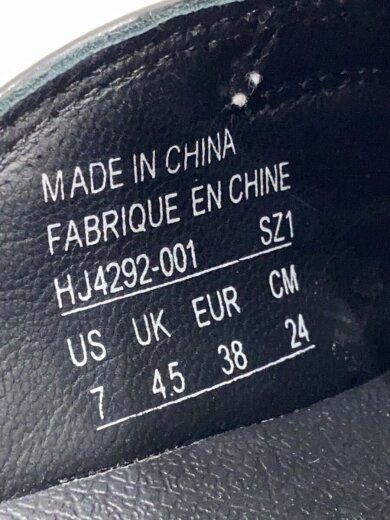 MADE IN CHINA
FABRIQUE EN CHINE
HJ4292-001 SZ1
US UK EUR CM
7 4.5 38 24